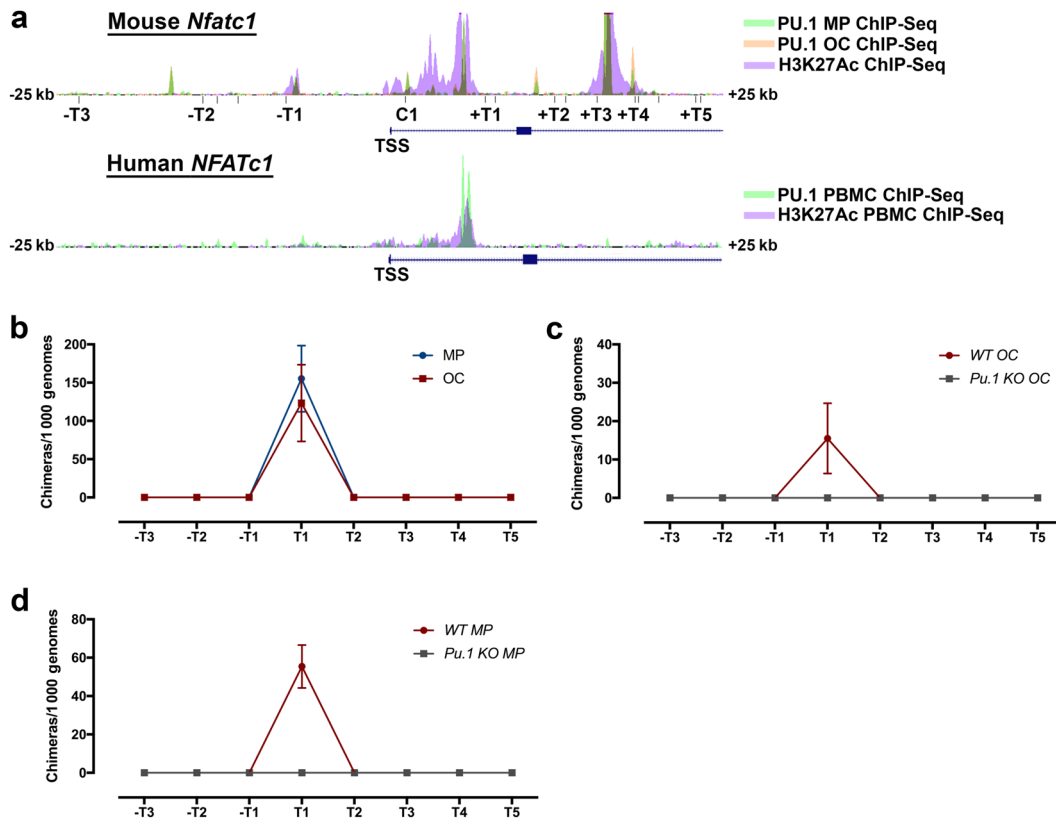 a
Mouse Nfatc1
PU.1 MP ChIP-Seq
PU.1 OC ChIP-Seq
H3K27Ac ChIP-Seq
-25 kb
+25 kb
-T3 -T2 -T1 C1 +T1 +T2 +T3 +T4 +T5
TSS
Human NFATc1
PU.1 PBMC ChIP-Seq
H3K27Ac PBMC ChIP-Seq
-25 kb
+25 kb
TSS
b
Chimeras/1 000 genomes
200
150
100
50
0
MP
OC
-T3 -T2 -T1 T1 T2 T3 T4 T5
c
Chimeras/1 000 genomes
40
30
20
10
0
WT OC
Pu.1 KO OC
-T3 -T2 -T1 T1 T2 T3 T4 T5
d
Chimeras/1 000 genomes
80
60
40
20
0
WT MP
Pu.1 KO MP
-T3 -T2 -T1 T1 T2 T3 T4 T5